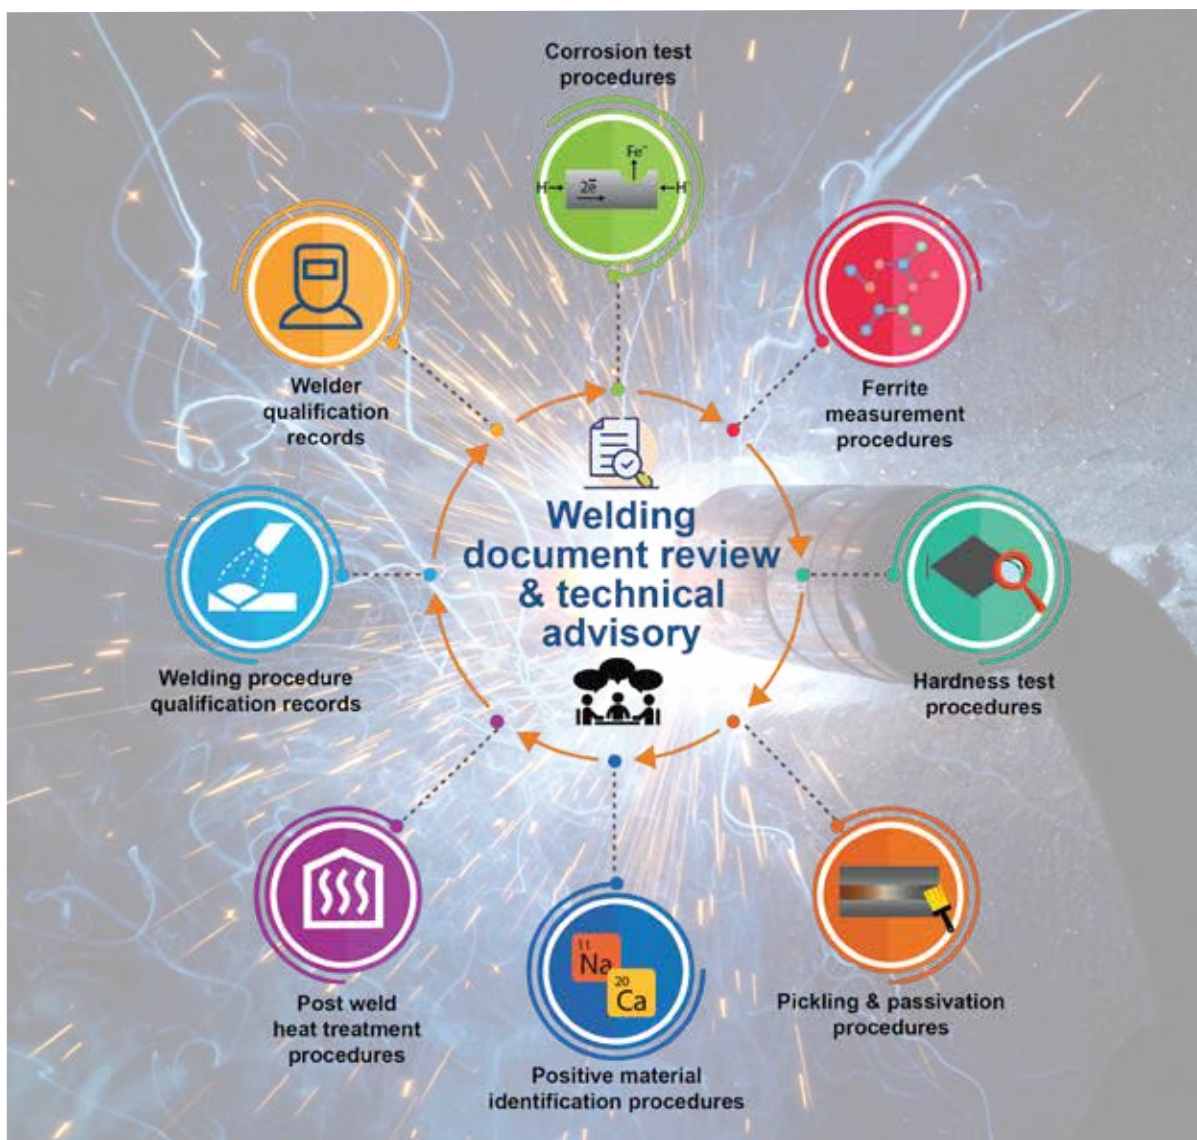 Corrosion test
procedures
Fe¯
H
2e̅
H
Welder
qualification
records
Ferrite
measurement
procedures
Welding
document review
& technical
advisory
Welding procedure
qualification records
Hardness test
procedures
Post weld
heat treatment
procedures
11
Na
20
Ca
Positive material
identification procedures
Pickling & passivation
procedures